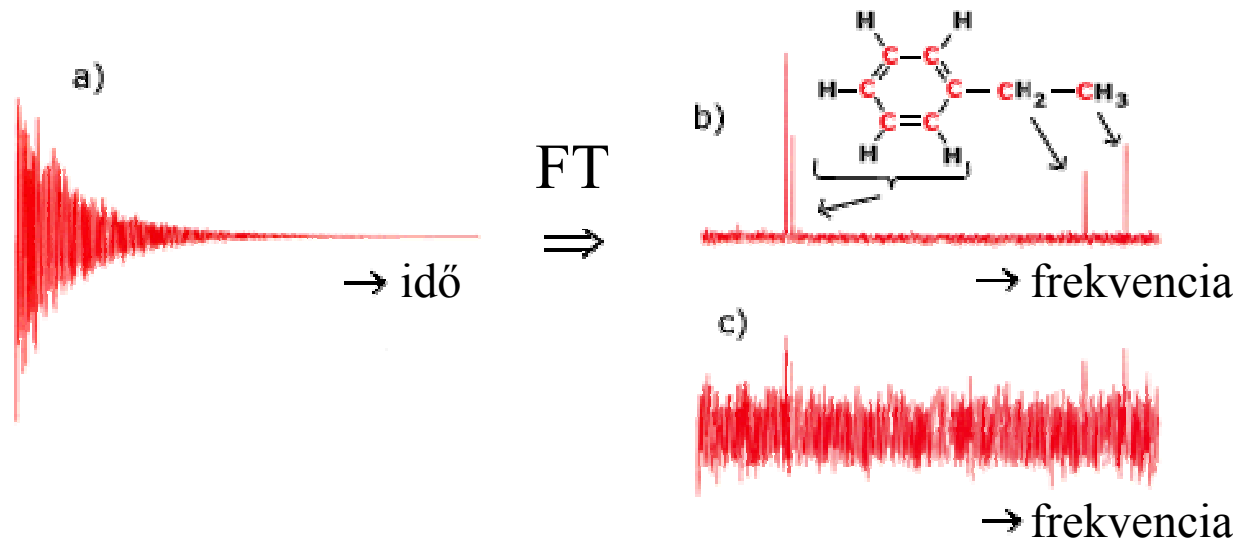 a)
FT
→ idő
b)
H H
C C
H C C CH₂ CH₃
C C
H H
→ frekvencia
c)
→ frekvencia